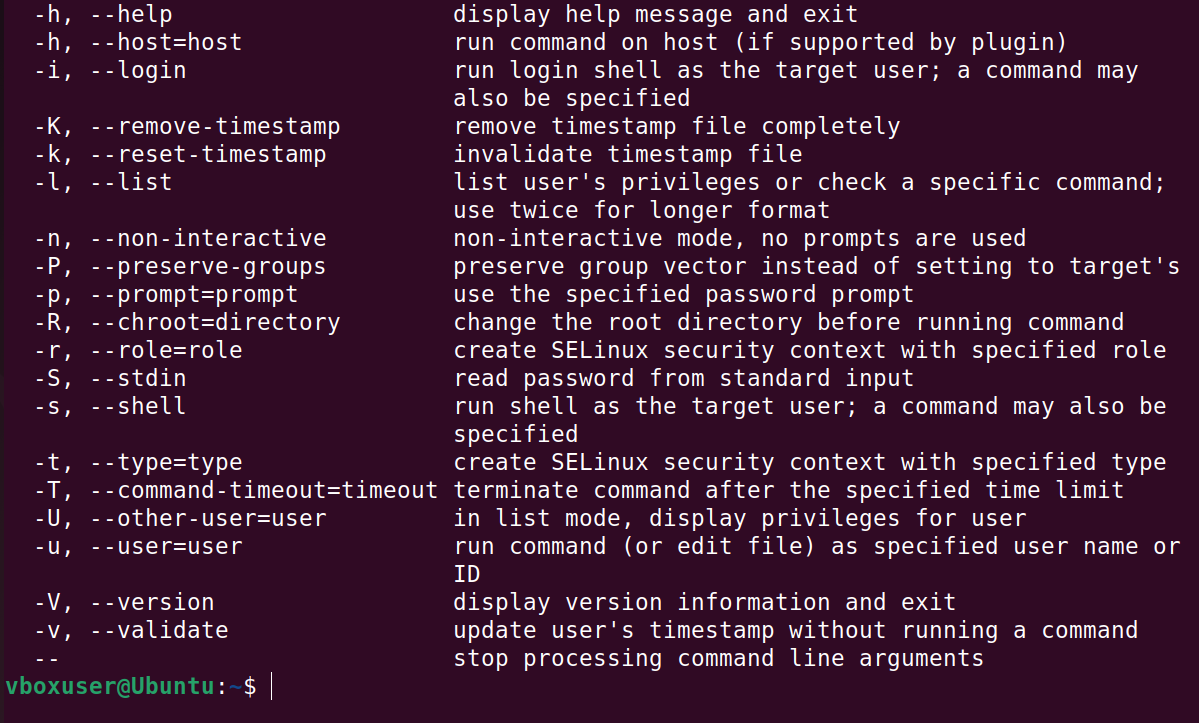 -h, --help                    display help message and exit
-h, --host=host               run command on host (if supported by plugin)
-i, --login                   run login shell as the target user; a command may
                              also be specified
-K, --remove-timestamp        remove timestamp file completely
-k, --reset-timestamp         invalidate timestamp file
-l, --list                    list user's privileges or check a specific command;
                              use twice for longer format
-n, --non-interactive         non-interactive mode, no prompts are used
-P, --preserve-groups         preserve group vector instead of setting to target's
-p, --prompt=prompt           use the specified password prompt
-R, --chroot=directory        change the root directory before running command
-r, --role=role               create SELinux security context with specified role
-S, --stdin                   read password from standard input
-s, --shell                   run shell as the target user; a command may also be
                              specified
-t, --type=type               create SELinux security context with specified type
-T, --command-timeout=timeout terminate command after the specified time limit
-U, --other-user=user         in list mode, display privileges for user
-u, --user=user               run command (or edit file) as specified user name or
                              ID
-V, --version                 display version information and exit
-v, --validate                update user's timestamp without running a command
--                            stop processing command line arguments
vboxuser@Ubuntu:~$